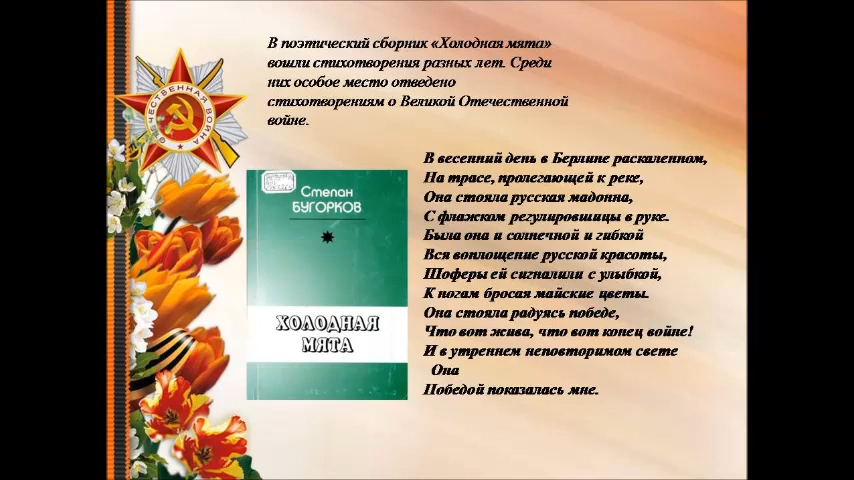 В поэтический сборник «Холодная мята»
вошли стихотворения разных лет. Среди
них особое место отведено
стихотворениям о Великой Отечественной
войне.
ОТЕЧЕСТВЕННАЯ ВОЙНА
Степан
БУГОРКОВ
ХОЛОДНАЯ
МЯТА
В весенний день в Берлине раскаленном,
На трасе, пролегающей к реке,
Она стояла русская мадонна,
С флажком регулировшицы в руке.
Была она и солнечной и гибкой
Вся воплощение русской красоты,
Шоферы ей сигналили с улыбкой,
К ногам бросая майские цветы.
Она стояла радуясь победе,
Что вот жива, что вот конец войне!
И в утреннем неповторимом свете
Она
Победой показалась мне.